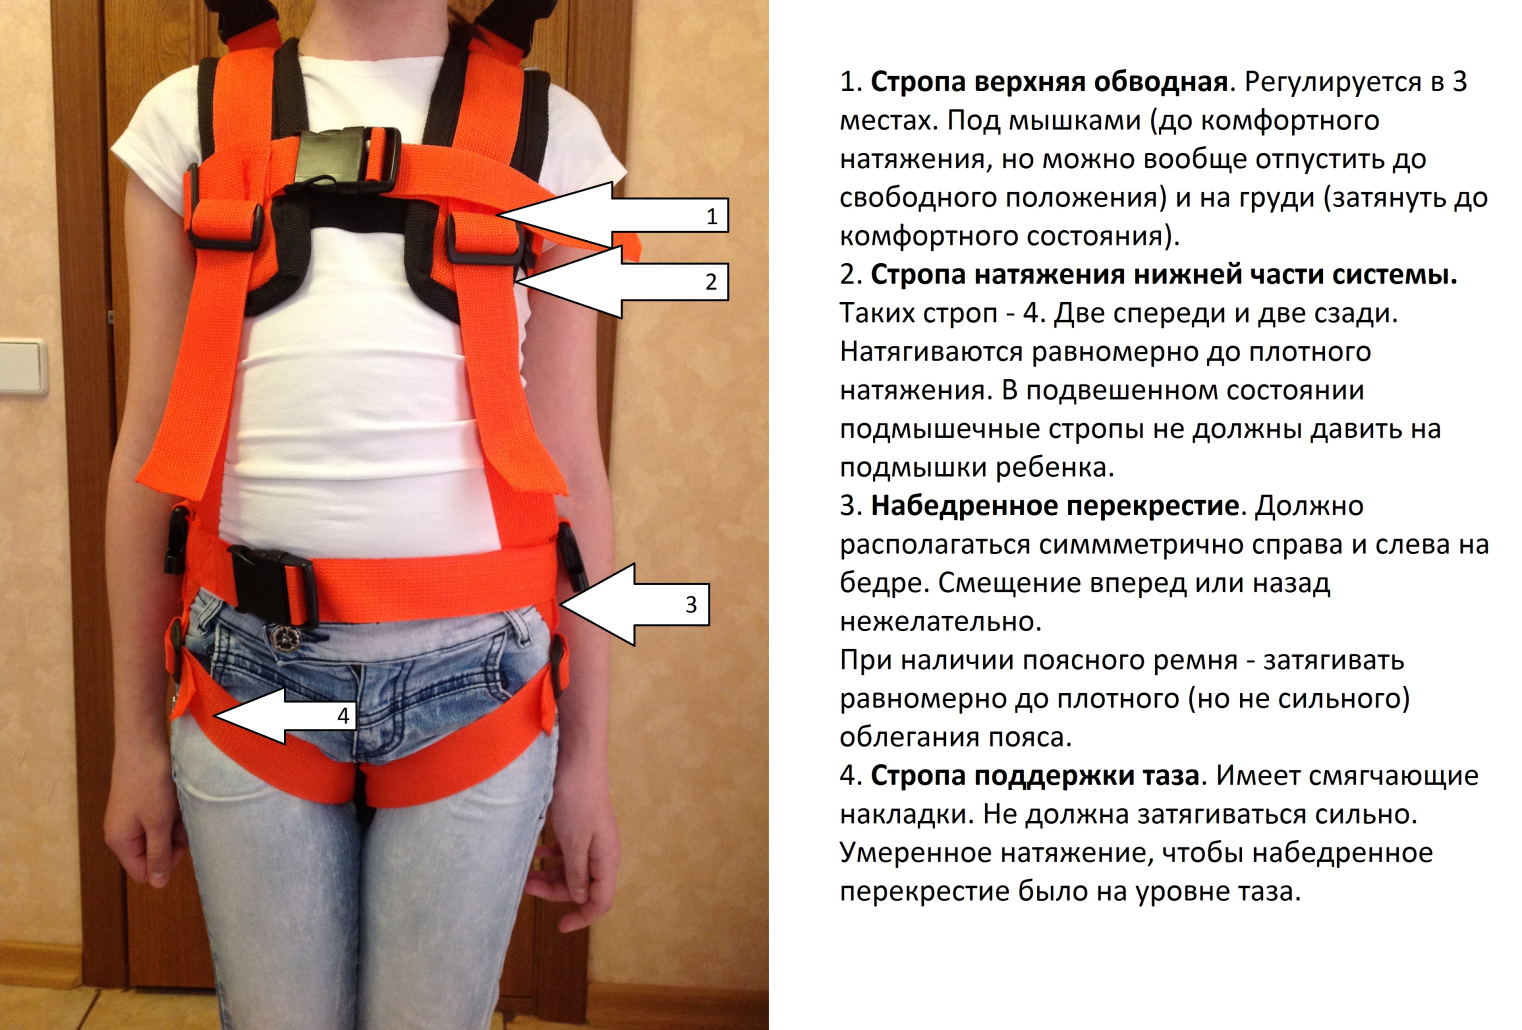 1. Стропа верхняя обводная. Регулируется в 3
местах. Под мышками (до комфортного
натяжения, но можно вообще отпустить до
свободного положения) и на груди (затянуть до
комфортного состояния).
2. Стропа натяжения нижней части системы.
Таких строп - 4. Две спереди и две сзади.
Натягиваются равномерно до плотного
натяжения. В подвешенном состоянии
подмышечные стропы не должны давить на
подмышки ребенка.
3. Набедренное перекрестие. Должно
располагаться симмметрично справа и слева на
бедре. Смещение вперед или назад
нежелательно.
При наличии поясного ремня - затягивать
равномерно до плотного (но не сильного)
облегания пояса.
4. Стропа поддержки таза. Имеет смягчающие
накладки. Не должна затягиваться сильно.
Умеренное натяжение, чтобы набедренное
перекрестие было на уровне таза.
1
2
3
4